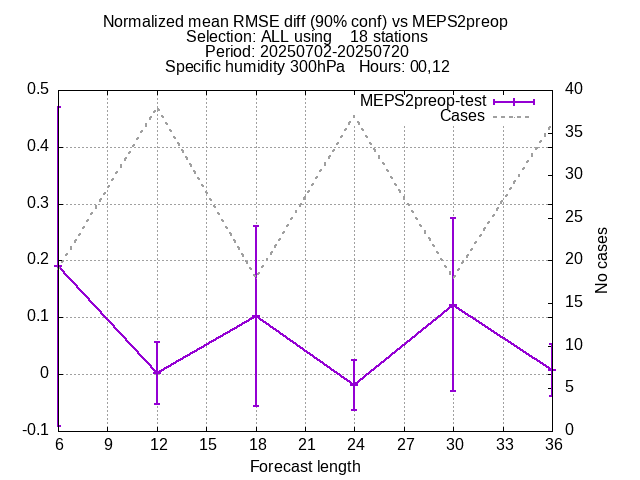 Normalized mean RMSE diff (90% conf) vs MEPS2preop
Selection: ALL using    18 stations
Period: 20250702-20250720
Specific humidity 300hPa   Hours: 00,12
MEPS2preop-test
Cases
0.5
0.4
0.3
0.2
0.1
0
-0.1
40
35
30
25
20
15
10
5
0
No cases
6 9 12 15 18 21 24 27 30 33 36
Forecast length